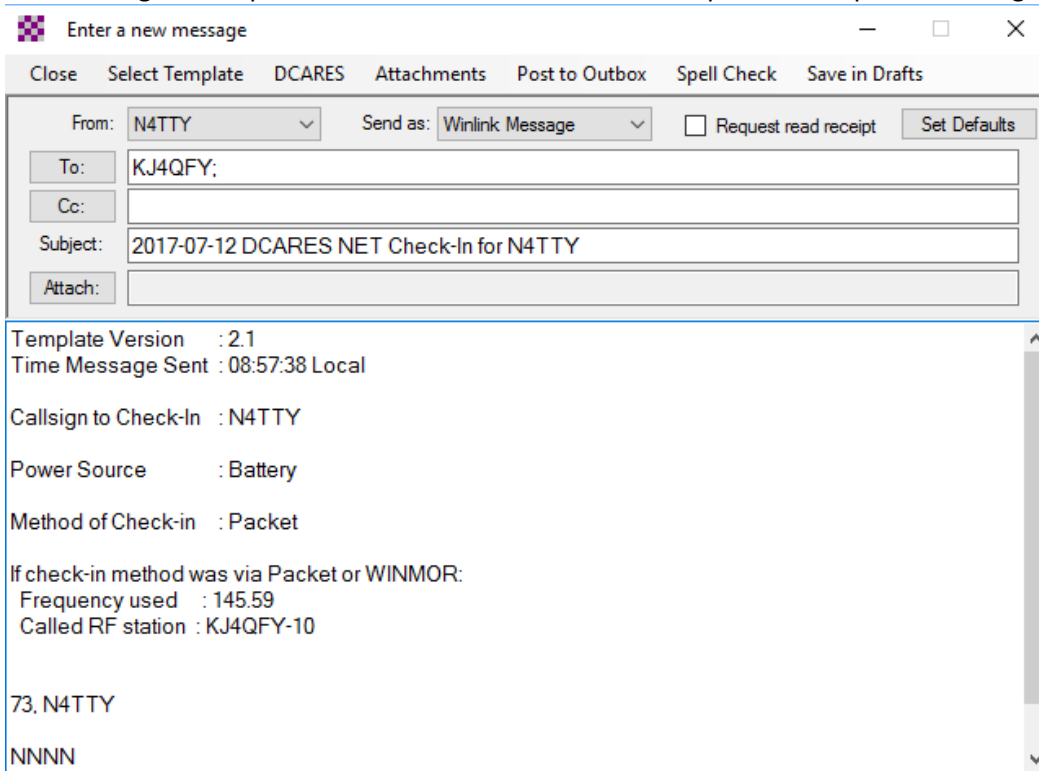 Enter a new message
Close Select Template DCARES Attachments Post to Outbox Spell Check Save in Drafts
From: N4TTY Send as: Winlink Message Request read receipt Set Defaults
To: KJ4QFY;
Cc:
Subject: 2017-07-12 DCARES NET Check-In for N4TTY
Attach:
Template Version : 2.1
Time Message Sent : 08:57:38 Local
Callsign to Check-In : N4TTY
Power Source : Battery
Method of Check-in : Packet
If check-in method was via Packet or WINMOR:
Frequency used : 145.59
Called RF station : KJ4QFY-10
73, N4TTY
NNNN